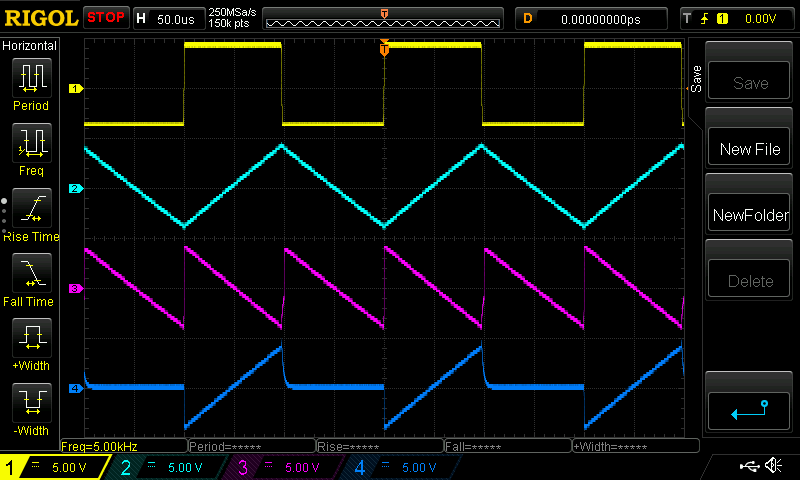 RIGOL STOP H 50.0us 250MSa/s D 0.00000000ps T 1 0.00V
150k pts
Horizontal
Period
Freq
Rise Time
Fall Time
+Width
-Width
T
T
1
2
3
4
Save
Save
New File
NewFolder
Delete
Freq=5.00kHz Period=***** Rise=***** Fall=***** +Width=*****
1 5.00 V 2 5.00 V 3 5.00 V 4 5.00 V